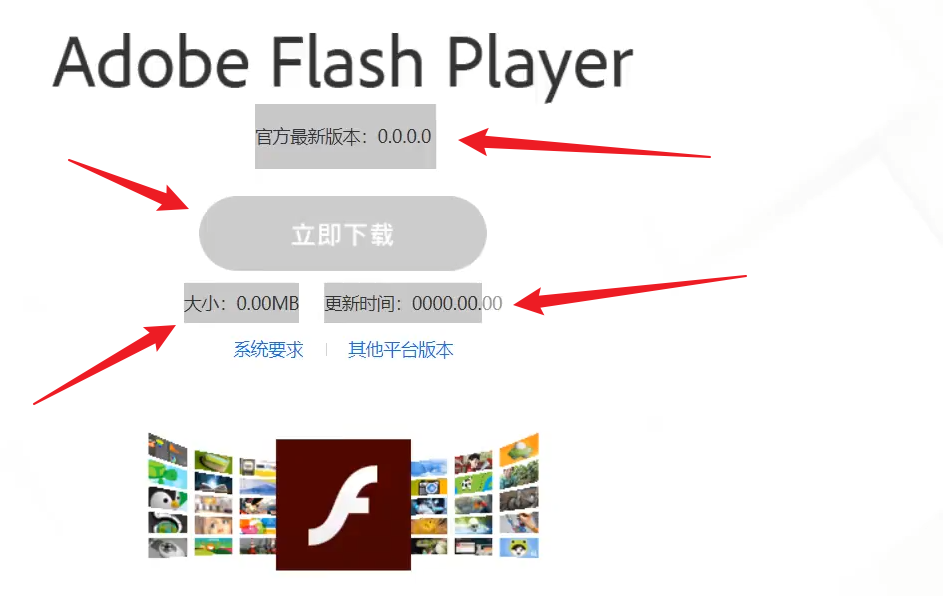 Adobe Flash Player
官方最新版本：0.0.0.0
立即下载
大小：0.00MB 更新时间：0000.00.00
系统要求 | 其他平台版本